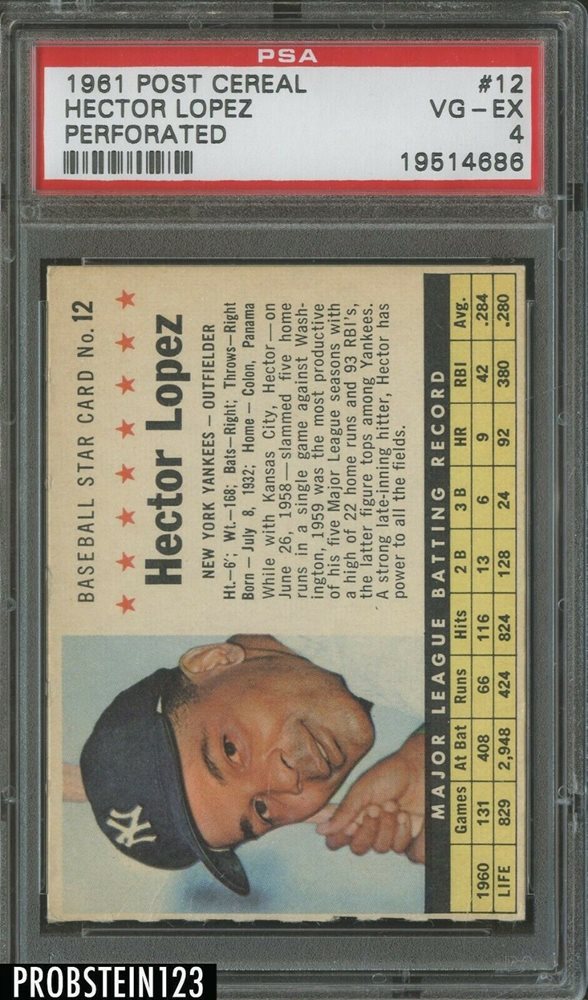 PSA
1961 POST CEREAL #12
HECTOR LOPEZ VG-EX
PERFORATED 4
19514686
BASEBALL STAR CARD No. 12
★ ★ ★ ★ ★ ★ ★ ★
Hector Lopez
NEW YORK YANKEES – OUTFIELDER
Ht.–6'; Wt.–168; Bats–Right; Throws–Right
Born – July 8, 1932; Home – Colon, Panama
While with Kansas City, Hector — on
June 26, 1958 — slammed five home
runs in a single game against Wash-
ington, 1959 was the most productive
of his five Major League seasons with
a high of 22 home runs and 93 RBI's,
the latter figure tops among Yankees.
A strong late-inning hitter, Hector has
power to all the fields.
NY
MAJOR LEAGUE BATTING RECORD
Games At Bat Runs Hits 2 B 3 B HR RBI Avg.
1960 131 408 66 116 13 6 9 42 .284
LIFE 829 2,948 424 824 128 24 92 380 .280
PROBSTEIN123